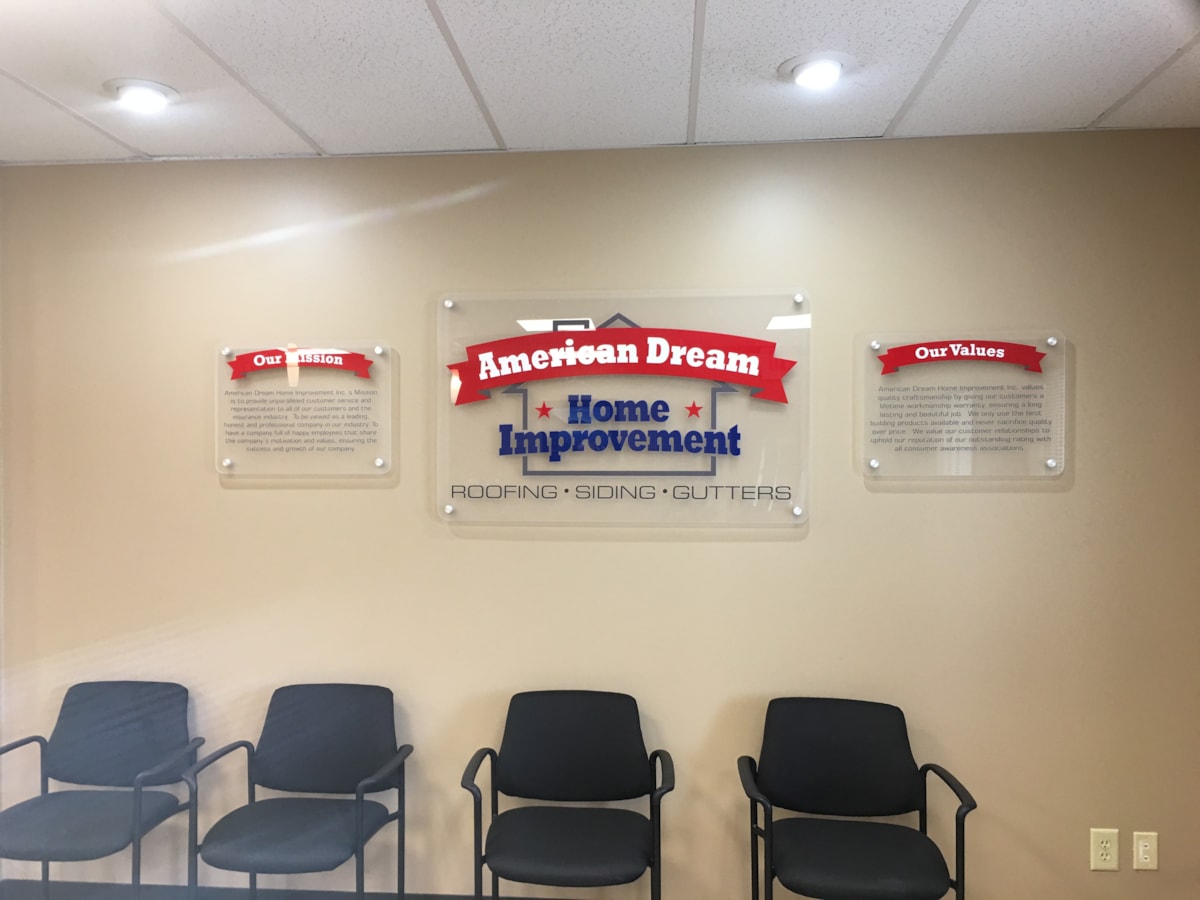 Our Mission
American Dream Home Improvement Inc.'s Mission
is to provide unparalleled customer service and
representation to all of our customers and the
insurance industry. To be viewed as a leading,
honest and professional company in our industry. To
have a company full of happy employees that share
the company's motivation and values, ensuring the
success and growth of our company.
American Dream
Home
Improvement
ROOFING • SIDING • GUTTERS
Our Values
American Dream Home Improvement Inc. values
quality craftsmanship by giving our customers a
lifetime workmanship warranty, ensuring a long
lasting and beautiful job. We only use the finest
building products available and never sacrifice quality
over price. We value our customer relationships to
uphold our reputation of our outstanding rating with
all consumer awareness associations.